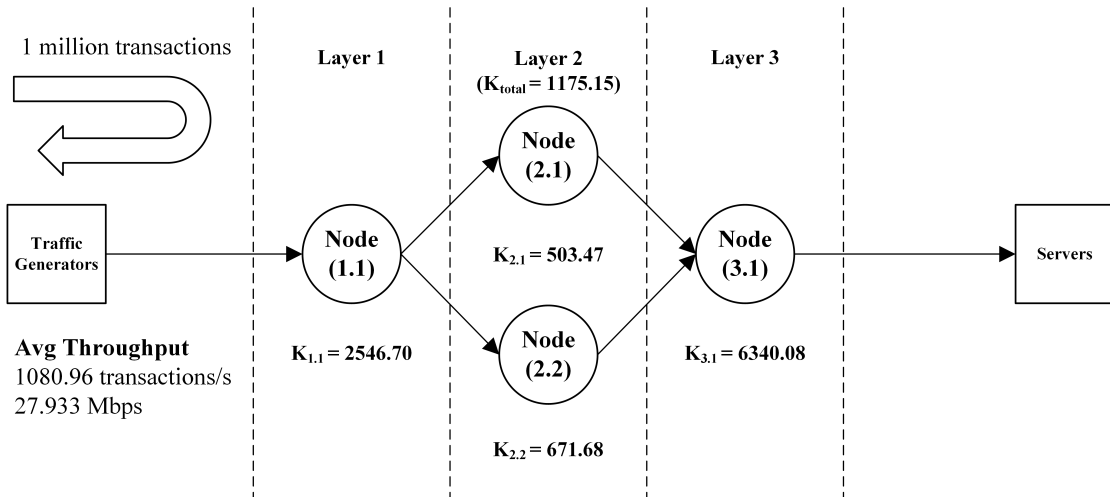 1 million transactions
Layer 1
Layer 2
(Ktotal = 1175.15)
Layer 3
Node
(2.1)
Traffic
Generators
Node
(1.1)
K2.1 = 503.47
Node
(3.1)
Servers
Avg Throughput
1080.96 transactions/s
27.933 Mbps
K1.1 = 2546.70
Node
(2.2)
K3.1 = 6340.08
K2.2 = 671.68